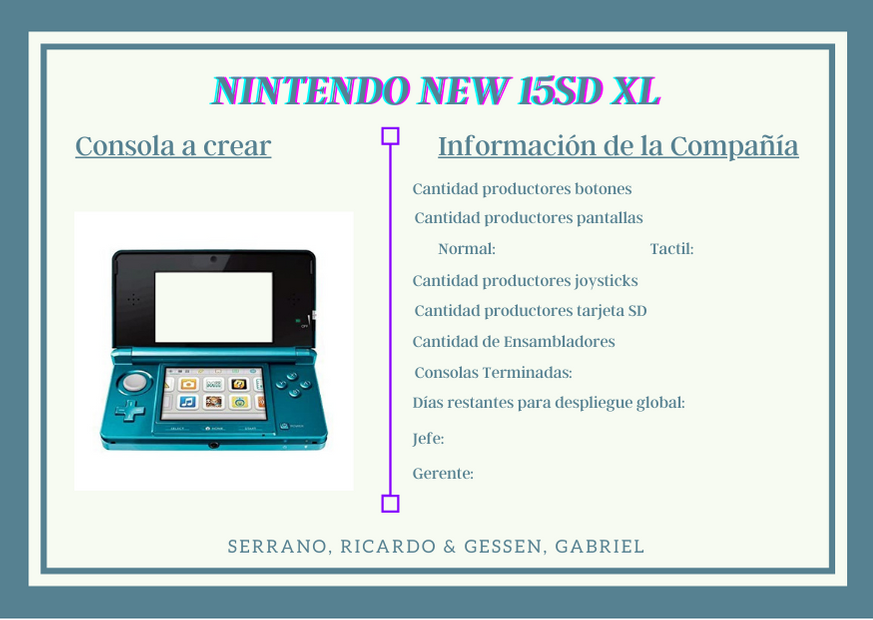 NINTENDO NEW 15SD XL
Consola a crear
Información de la Compañía
Cantidad productores botones
Cantidad productores pantallas
Normal: Tactil:
Cantidad productores joysticks
Cantidad productores tarjeta SD
Cantidad de Ensambladores
Consolas Terminadas:
Días restantes para despliegue global:
Jefe:
Gerente:
SERRANO, RICARDO & GESSEN, GABRIEL